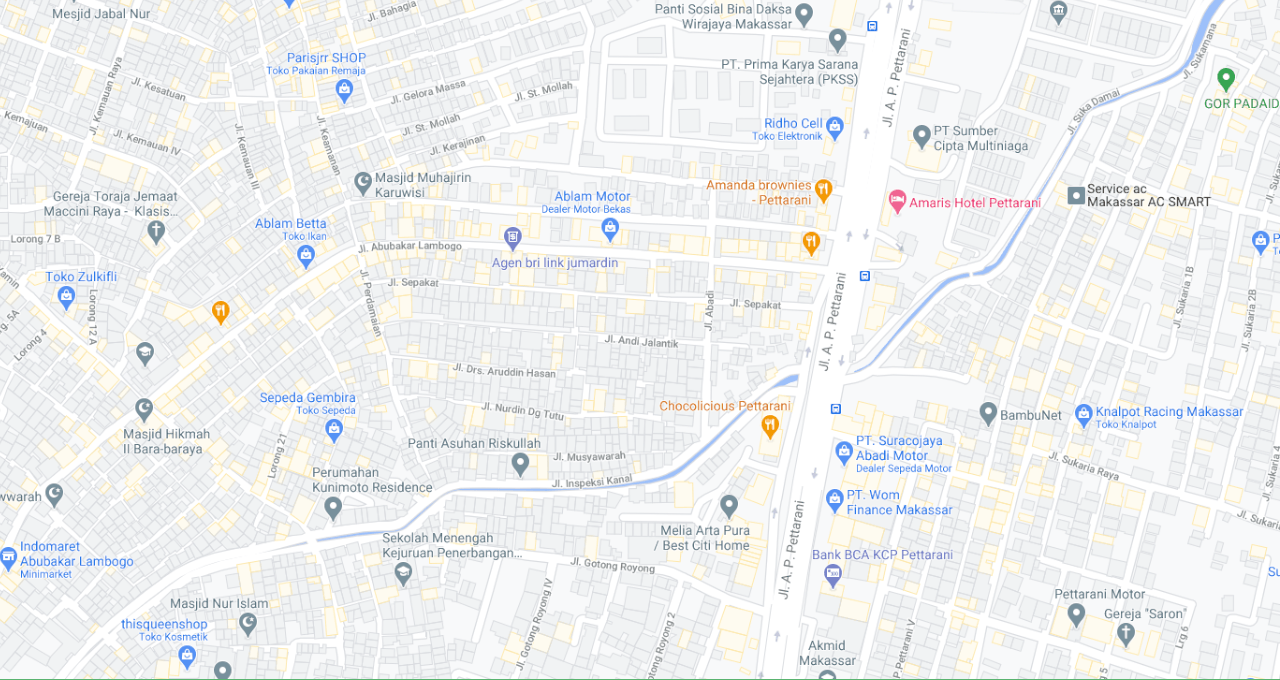 Mesjid Jabal Nur
Jl. Bahagia
Panti Sosial Bina Daksa
Wirajaya Makassar
Jl. A. P. Pettarani
Jl. Sukamana
Parisjrr SHOP
Toko Pakaian Remaja
PT. Prima Karya Sarana
Sejahtera (PKSS)
Jl. Kemauan Raya
Jl. Kesatuan
Jl. Gelora Massa
Jl. St. Mollah
GOR PADAID
Jl. Suka Damai
Kemajuan
Jl. Kemauan IV
Jl. Kemauan III
Jl. Keamanan
Jl. St. Mollah
Jl. Kerajinan
Ridho Cell
Toko Elektronik
PT Sumber
Cipta Multiniaga
Masjid Muhajirin
Karuwisi
Gereja Toraja Jemaat
Maccini Raya - Klasis...
Ablam Motor
Dealer Motor Bekas
Amanda brownies
- Pettarani
Amaris Hotel Pettarani
Service ac
Makassar AC SMART
Ablam Betta
Toko Ikan
Lorong 7 B
Jl. Abubakar Lambogo
Agen bri link jumardin
Toko Zulkifli
Lorong 12 A
Lorong 4
Jl. Perdamaian
Jl. Sepakat
Jl. Abadi
Jl. Sepakat
Jl. A. P. Pettarani
Jl. Sukaria 1B
Jl. Sukaria 2B
Jl. Andi Jalantik
Jl. Drs. Aruddin Hasan
Sepeda Gembira
Toko Sepeda
Jl. Nurdin Dg Tutu
Chocolicious Pettarani
BambuNet
Knalpot Racing Makassar
Toko Knalpot
Masjid Hikmah
II Bara-baraya
Lorong 21
Panti Asuhan Riskullah
Jl. Musyawarah
PT. Suracojaya
Abadi Motor
Dealer Sepeda Motor
Jl. Sukaria Raya
Perumahan
Kunimoto Residence
Jl. Inspeksi Kanal
wwarah
PT. Wom
Finance Makassar
Melia Arta Pura
/ Best Citi Home
Jl. A. P. Pettarani
Sekolah Menengah
Kejuruan Penerbangan...
Indomaret
Abubakar Lambogo
Minimarket
Bank BCA KCP Pettarani
Jl. Gotong Royong
Jl. Gotong Royong IV
Masjid Nur Islam
thisqueenshop
Toko Kosmetik
Pettarani Motor
Gereja "Saron"
Lrg 6
Akmid
Makassar